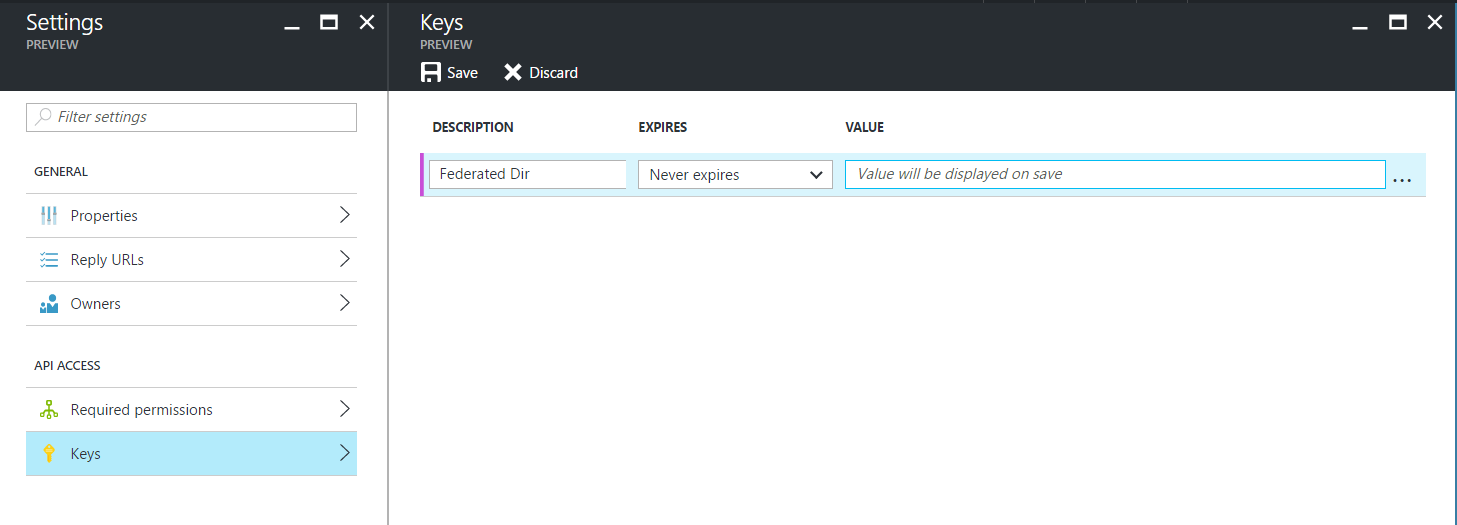 Settings
PREVIEW
Filter settings
GENERAL
Properties
Reply URLs
Owners
API ACCESS
Required permissions
Keys
Keys
PREVIEW
Save Discard
DESCRIPTION EXPIRES VALUE
Federated Dir Never expires Value will be displayed on save ...